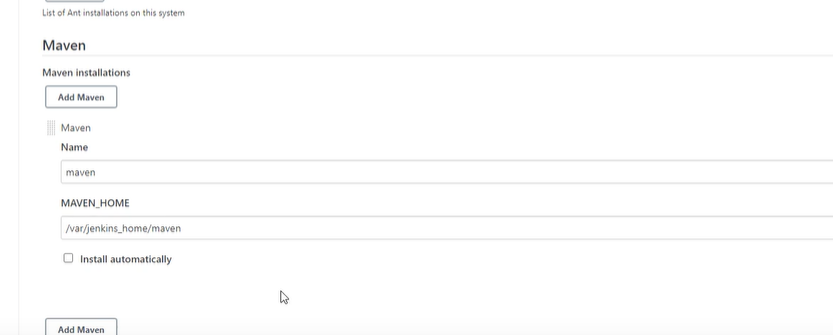 List of Ant installations on this system
Maven
Maven installations
Add Maven
Maven
Name
maven
MAVEN_HOME
/var/jenkins_home/maven
Install automatically
Add Maven